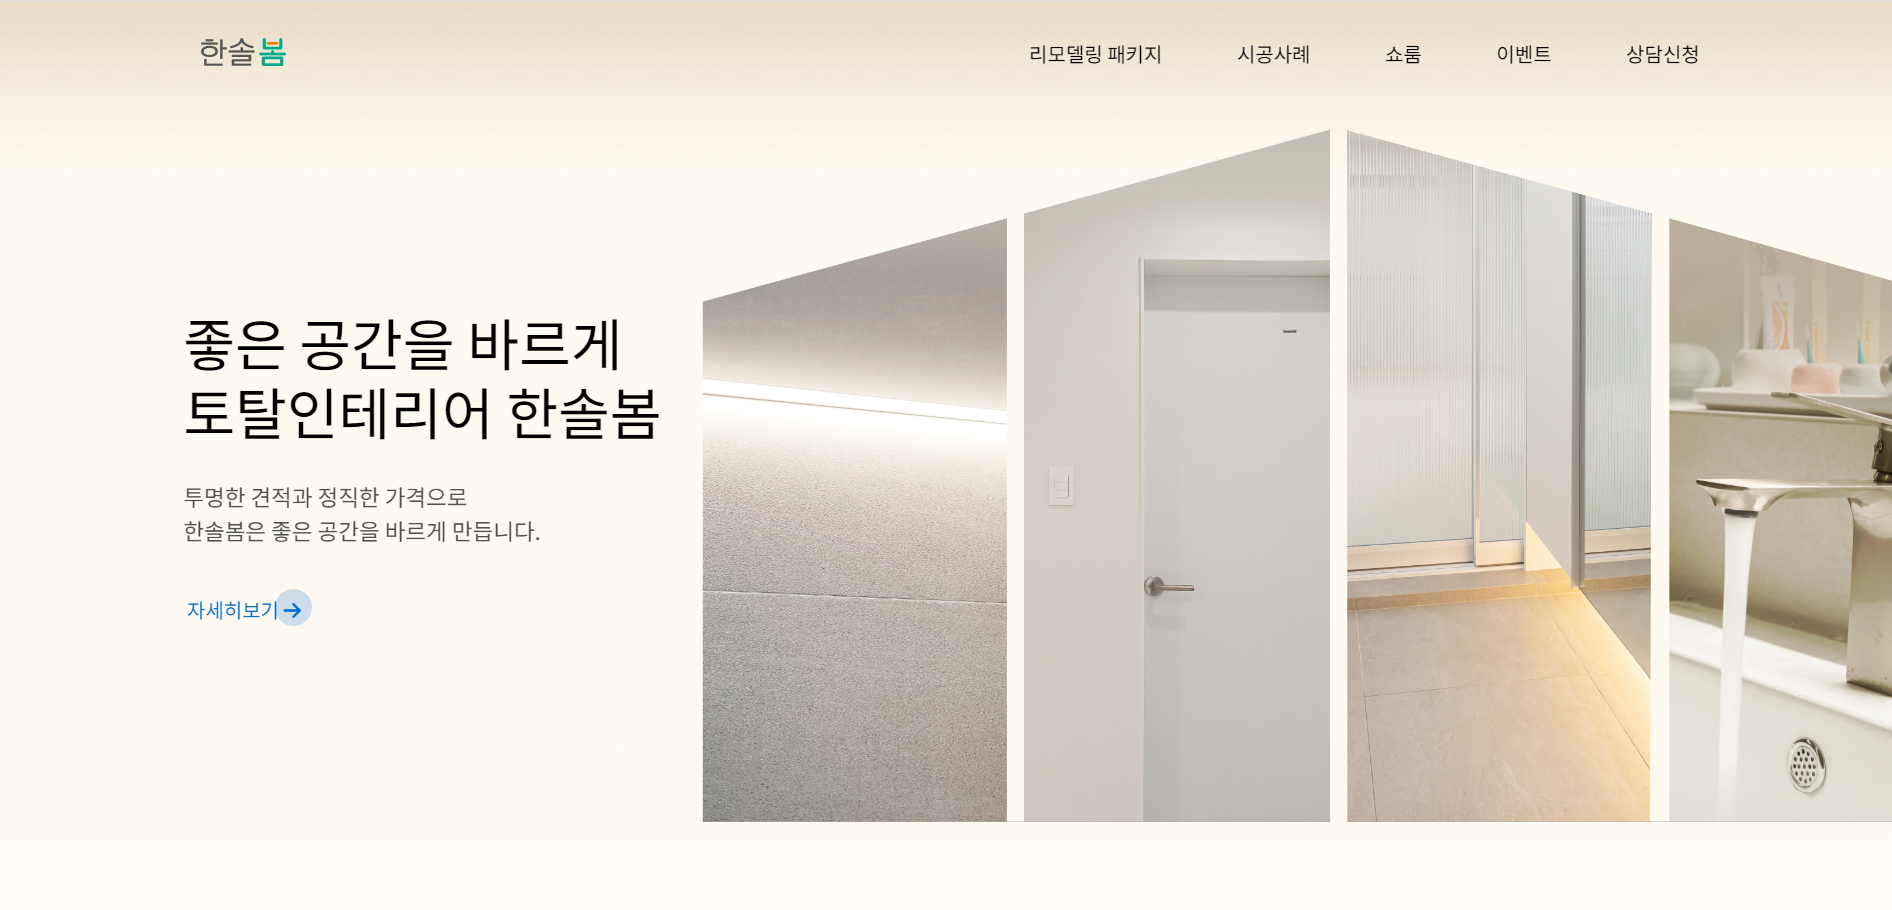 한솔봄
리모델링 패키지
시공사례
쇼룸
이벤트
상담신청
좋은 공간을 바르게
토탈인테리어 한솔봄
투명한 견적과 정직한 가격으로
한솔봄은 좋은 공간을 바르게 만듭니다.
자세히보기